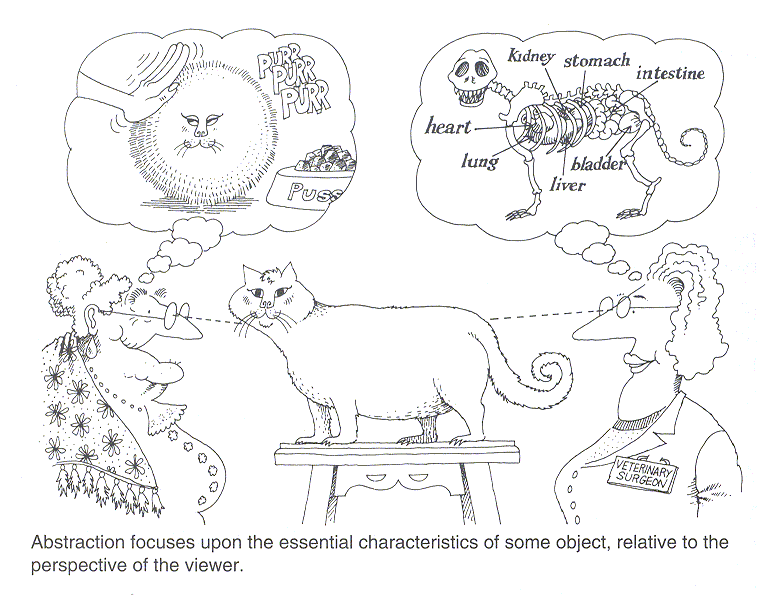 PURR
PURR
PURR
PUSS
Kidney
stomach
intestine
heart
lung
bladder
liver
VETERINARY
SURGEON
Abstraction focuses upon the essential characteristics of some object, relative to the
perspective of the viewer.